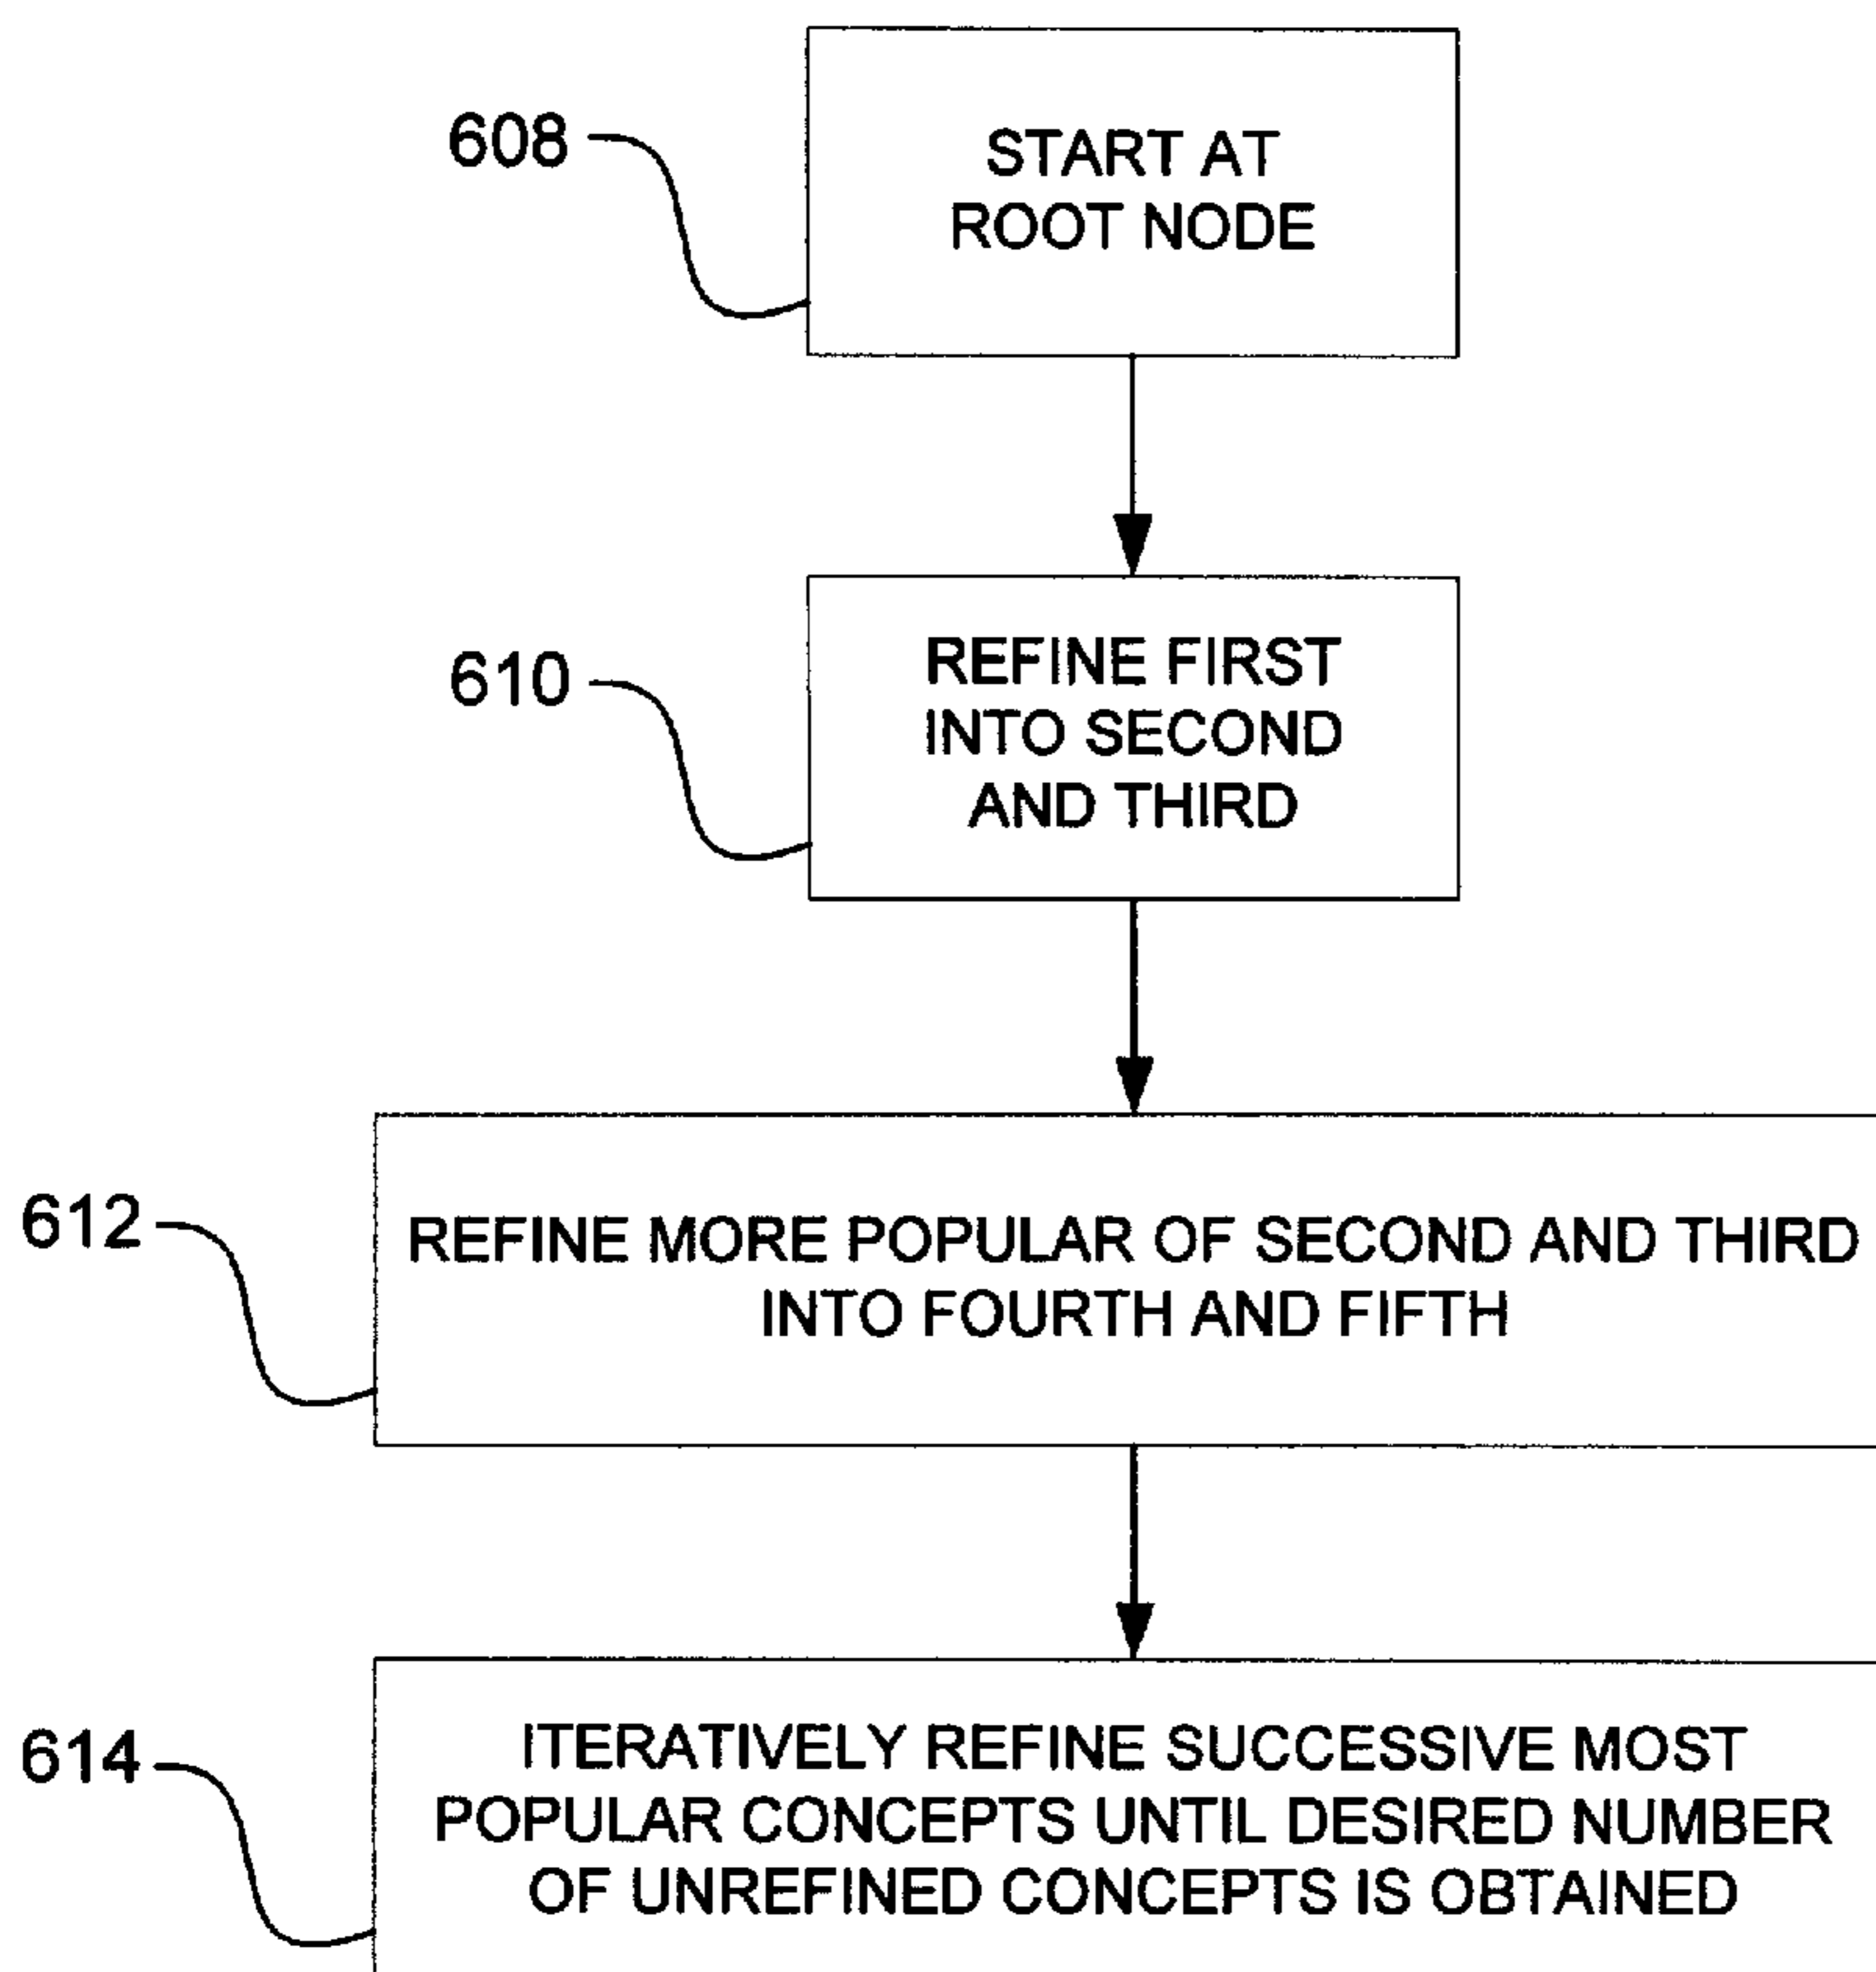 608
START AT
ROOT NODE
610
REFINE FIRST
INTO SECOND
AND THIRD
612
REFINE MORE POPULAR OF SECOND AND THIRD
INTO FOURTH AND FIFTH
614
ITERATIVELY REFINE SUCCESSIVE MOST
POPULAR CONCEPTS UNTIL DESIRED NUMBER
OF UNREFINED CONCEPTS IS OBTAINED